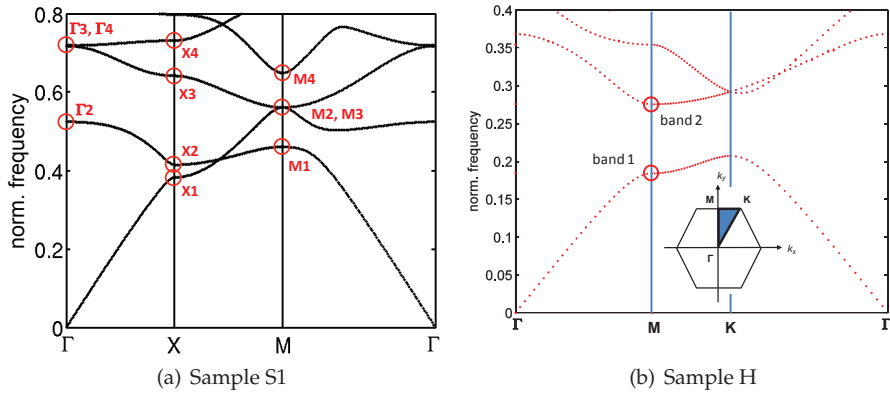 norm. frequency
0.8
0.6
0.4
0.2
0
Γ3, Γ4
Γ2
X4
X3
X2
X1
M4
M2, M3
M1
Γ
X
M
Γ
(a) Sample S1
norm. frequency
0.4
0.35
0.3
0.25
0.2
0.15
0.1
0.05
0
band 2
band 1
k_y
M
K
Γ
k_x
Γ
M
K
Γ
(b) Sample H